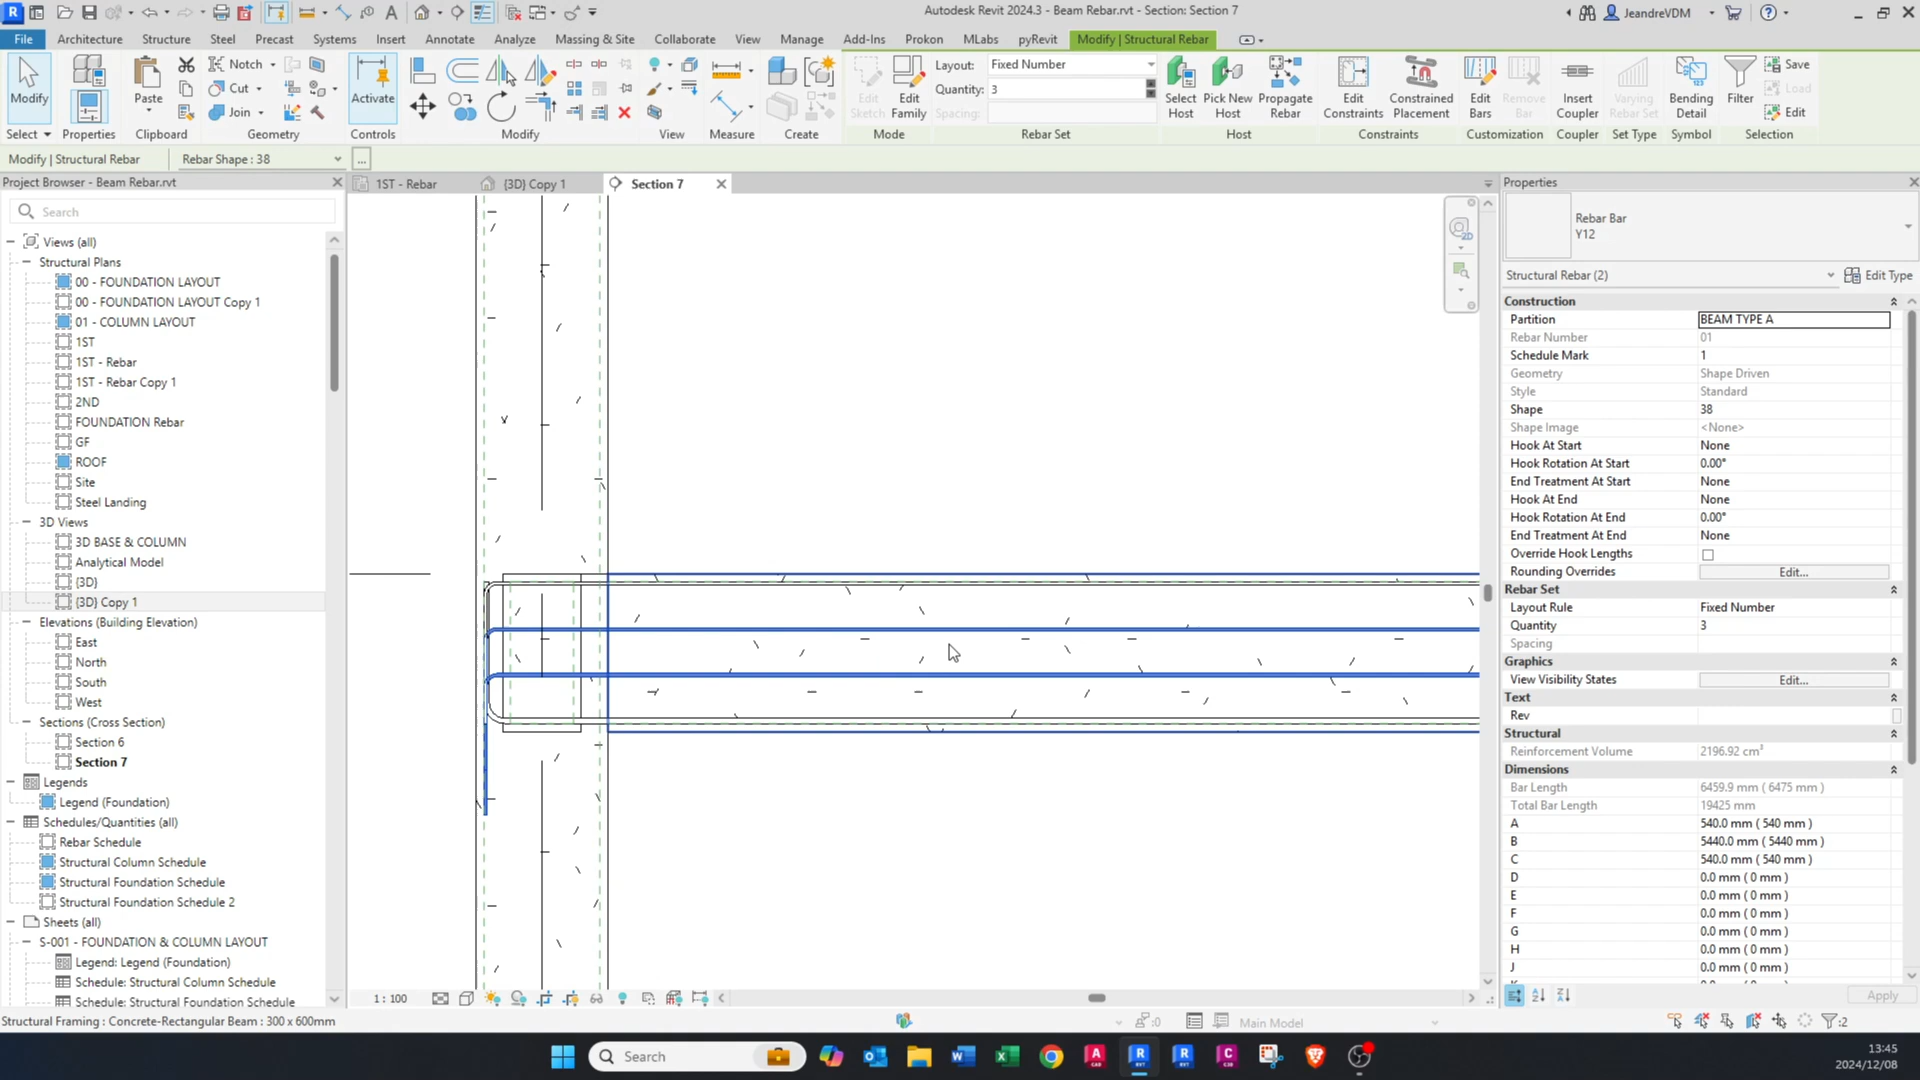 Autodesk Revit 2024.3 - Beam Rebar.rvt - Section: Section 7
JeandreVDM
File Architecture Structure Steel Precast Systems Insert Annotate Analyze Massing & Site Collaborate View Manage Add-Ins Prokon MLabs pyRevit Modify | Structural Rebar
Modify
Properties
Paste
Notch
Cut
Join
Activate
Edit Sketch
Edit Family
Layout: Fixed Number
Quantity: 3
Spacing:
Select Host
Pick New Host
Propagate Rebar
Edit Constraints
Constrained Placement
Edit Bars
Remove Bar
Insert Coupler
Varying Rebar Set
Bending Detail
Filter
Save
Load
Edit
Select Properties Clipboard Geometry Controls Modify View Measure Create Mode Rebar Set Host Constraints Customization Coupler Set Type Symbol Selection
Modify | Structural Rebar Rebar Shape : 38 ...
Project Browser - Beam Rebar.rvt
Search
Views (all)
Structural Plans
00 - FOUNDATION LAYOUT
00 - FOUNDATION LAYOUT Copy 1
01 - COLUMN LAYOUT
1ST
1ST - Rebar
1ST - Rebar Copy 1
2ND
FOUNDATION Rebar
GF
ROOF
Site
Steel Landing
3D Views
3D BASE & COLUMN
Analytical Model
{3D}
{3D} Copy 1
Elevations (Building Elevation)
East
North
South
West
Sections (Cross Section)
Section 6
Section 7
Legends
Legend (Foundation)
Schedules/Quantities (all)
Rebar Schedule
Structural Column Schedule
Structural Foundation Schedule
Structural Foundation Schedule 2
Sheets (all)
S-001 - FOUNDATION & COLUMN LAYOUT
Legend: Legend (Foundation)
Schedule: Structural Column Schedule
Schedule: Structural Foundation Schedule
1ST - Rebar {3D} Copy 1 Section 7
2D
1 : 100
Properties
Rebar Bar
Y12
Structural Rebar (2) Edit Type
Construction
Partition BEAM TYPE A
Rebar Number 01
Schedule Mark 1
Geometry Shape Driven
Style Standard
Shape 38
Shape Image <None>
Hook At Start None
Hook Rotation At Start 0.00°
End Treatment At Start None
Hook At End None
Hook Rotation At End 0.00°
End Treatment At End None
Override Hook Lengths
Rounding Overrides Edit...
Rebar Set
Layout Rule Fixed Number
Quantity 3
Spacing
Graphics
View Visibility States Edit...
Text
Rev
Structural
Reinforcement Volume 2196.92 cm³
Dimensions
Bar Length 6459.9 mm ( 6475 mm )
Total Bar Length 19425 mm
A 540.0 mm ( 540 mm )
B 5440.0 mm ( 5440 mm )
C 540.0 mm ( 540 mm )
D 0.0 mm ( 0 mm )
E 0.0 mm ( 0 mm )
F 0.0 mm ( 0 mm )
G 0.0 mm ( 0 mm )
H 0.0 mm ( 0 mm )
J 0.0 mm ( 0 mm )
Apply
Structural Framing : Concrete-Rectangular Beam : 300 x 600mm
:0
Main Model
:2
Search
13:45
2024/12/08